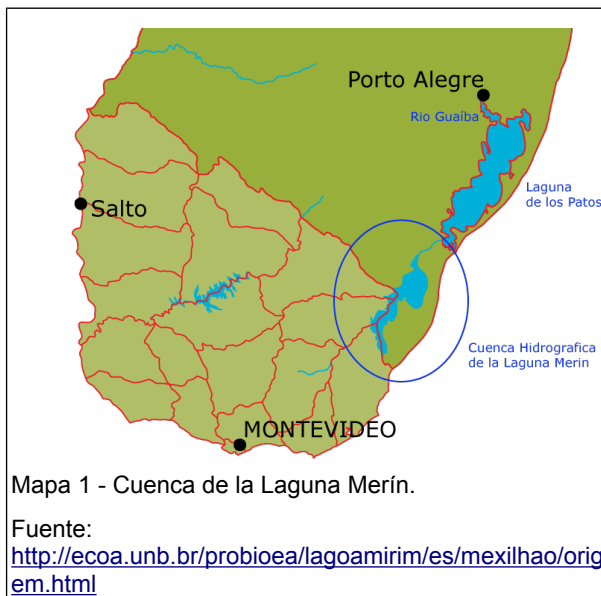 Porto Alegre
Rio Guaíba
Laguna
de los Patos
Salto
Cuenca Hidrografica
de la Laguna Merin
MONTEVIDEO
Mapa 1 - Cuenca de la Laguna Merín.
Fuente:
http://ecoa.unb.br/probioea/lagoamirim/es/mexilhao/orig
em.html